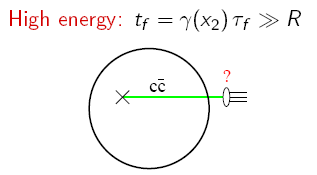 High energy: t_f = γ(x_2) τ_f ≫ R
?
cc̄